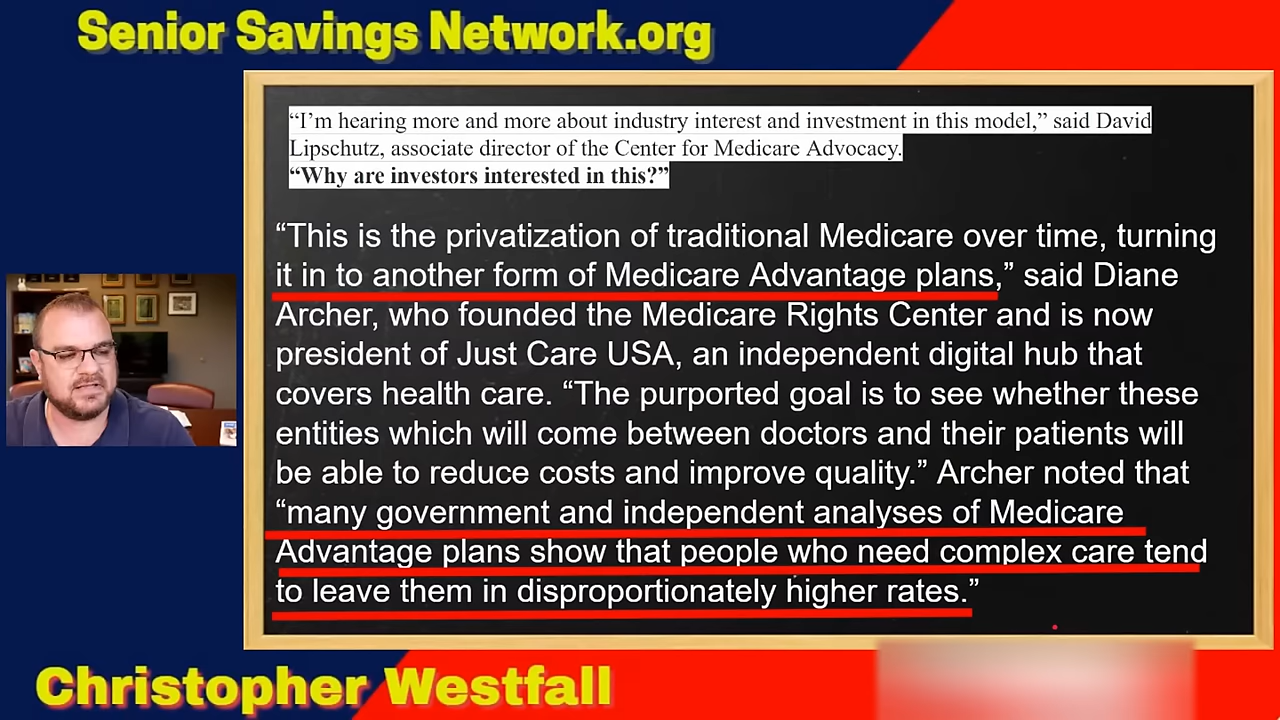 Senior Savings Network.org
“I’m hearing more and more about industry interest and investment in this model,” said David
Lipschutz, associate director of the Center for Medicare Advocacy.
“Why are investors interested in this?”
“This is the privatization of traditional Medicare over time, turning
it in to another form of Medicare Advantage plans,” said Diane
Archer, who founded the Medicare Rights Center and is now
president of Just Care USA, an independent digital hub that
covers health care. “The purported goal is to see whether these
entities which will come between doctors and their patients will
be able to reduce costs and improve quality.” Archer noted that
“many government and independent analyses of Medicare
Advantage plans show that people who need complex care tend
to leave them in disproportionately higher rates.”
Christopher Westfall